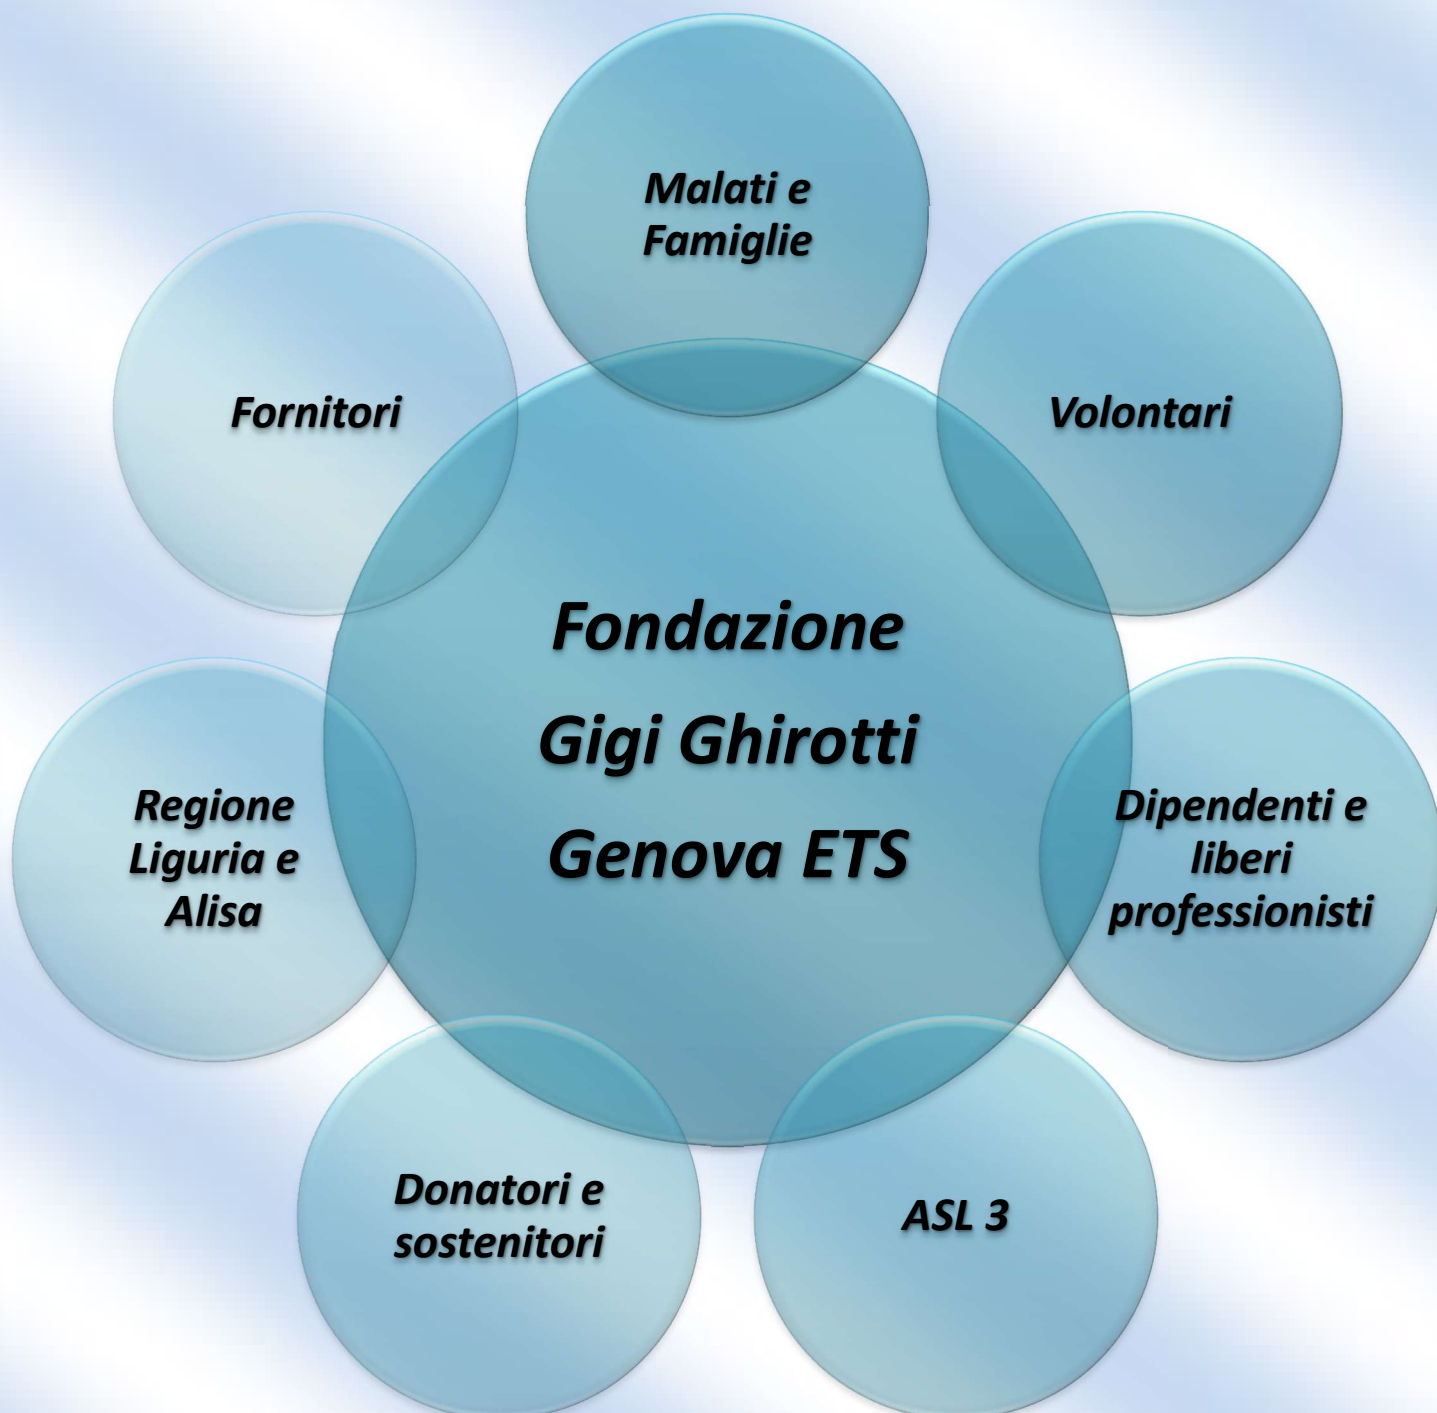 Malati e
Famiglie
Fornitori
Volontari
Fondazione
Gigi Ghirotti
Genova ETS
Regione
Liguria e
Alisa
Dipendenti e
liberi
professionisti
Donatori e
sostenitori
ASL 3